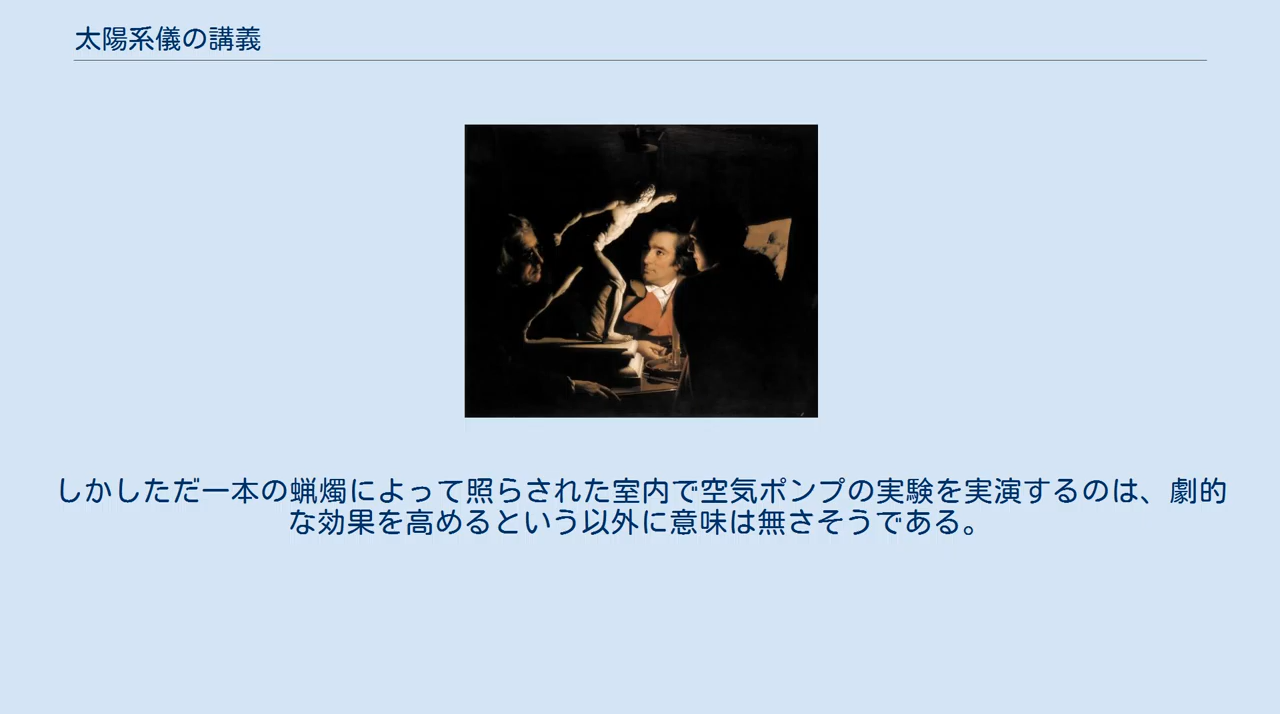 太陽系儀の講義
しかしただ一本の蝋燭によって照らされた室内で空気ポンプの実験を実演するのは、劇的
な効果を高めるという以外に意味は無さそうである。